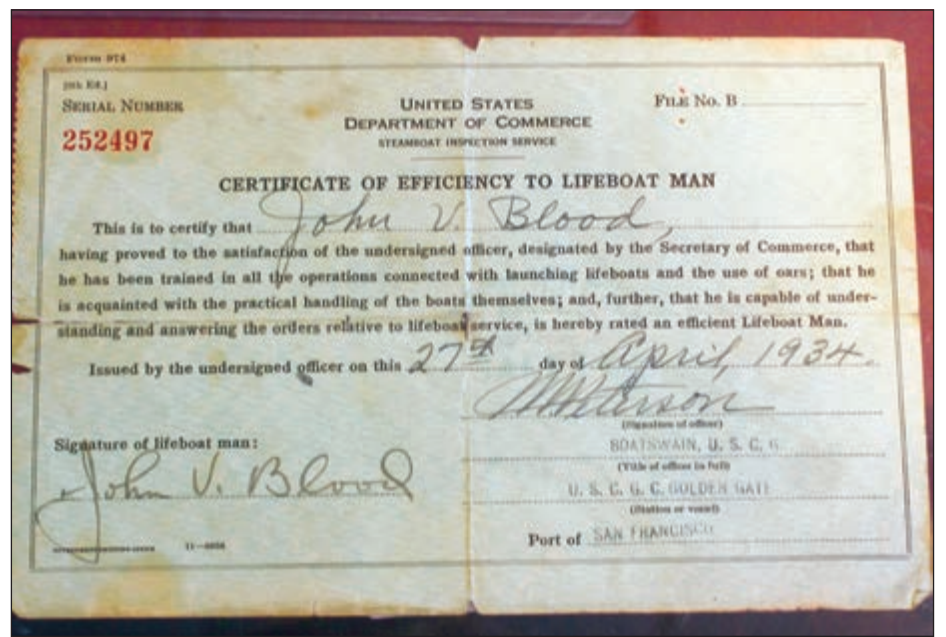 Form 974
SERIAL NUMBER
252497
UNITED STATES
DEPARTMENT OF COMMERCE
STEAMBOAT INSPECTION SERVICE
FILE No. B
CERTIFICATE OF EFFICIENCY TO LIFEBOAT MAN
This is to certify that John V. Blood,
having proved to the satisfaction of the undersigned officer, designated by the Secretary of Commerce, that
he has been trained in all the operations connected with launching lifeboats and the use of oars; that he
is acquainted with the practical handling of the boats themselves; and, further, that he is capable of under-
standing and answering the orders relative to lifeboat service, is hereby rated an efficient Lifeboat Man.
Issued by the undersigned officer on this 27th day of April, 1934.
(Signature of officer)
Signature of lifeboat man:
BOATSWAIN, U. S. C. G.
(Title of officer in full)
John V. Blood
U. S. C. G. C. GOLDEN GATE
(Station or vessel)
Port of SAN FRANCISCO